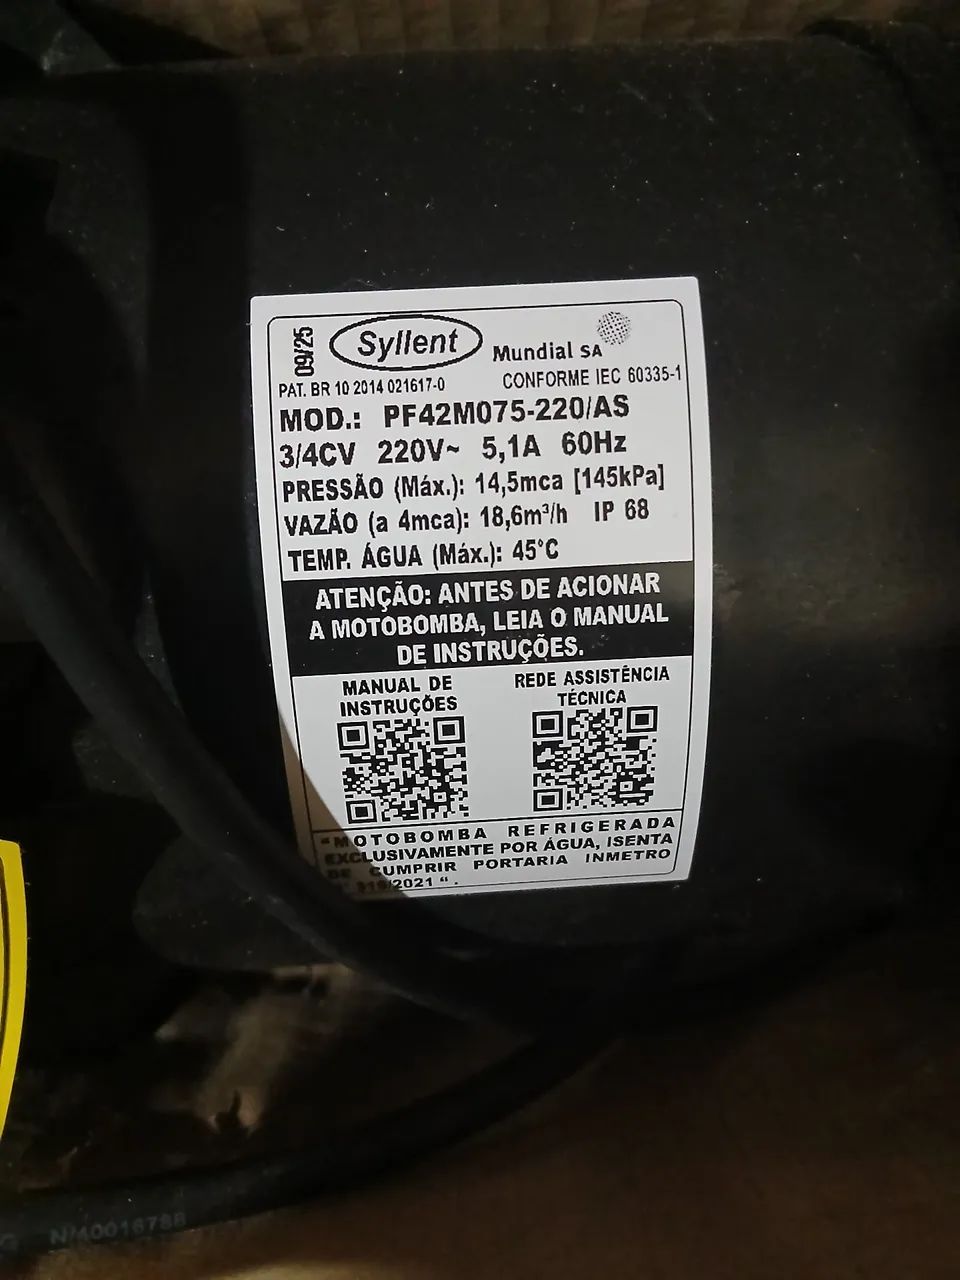 09/25
Syllent
Mundial SA
PAT. BR 10 2014 021617-0
CONFORME IEC 60335-1
MOD.: PF42M075-220/AS
3/4CV 220V~ 5,1A 60Hz
PRESSÃO (Máx.): 14,5mca [145kPa]
VAZÃO (a 4mca): 18,6m³/h IP 68
TEMP. ÁGUA (Máx.): 45°C
ATENÇÃO: ANTES DE ACIONAR
A MOTOBOMBA, LEIA O MANUAL
DE INSTRUÇÕES.
MANUAL DE
INSTRUÇÕES
REDE ASSISTÊNCIA
TÉCNICA
"MOTOBOMBA REFRIGERADA
EXCLUSIVAMENTE POR ÁGUA, ISENTA
DE CUMPRIR PORTARIA INMETRO
/2021 “.
N/40016788